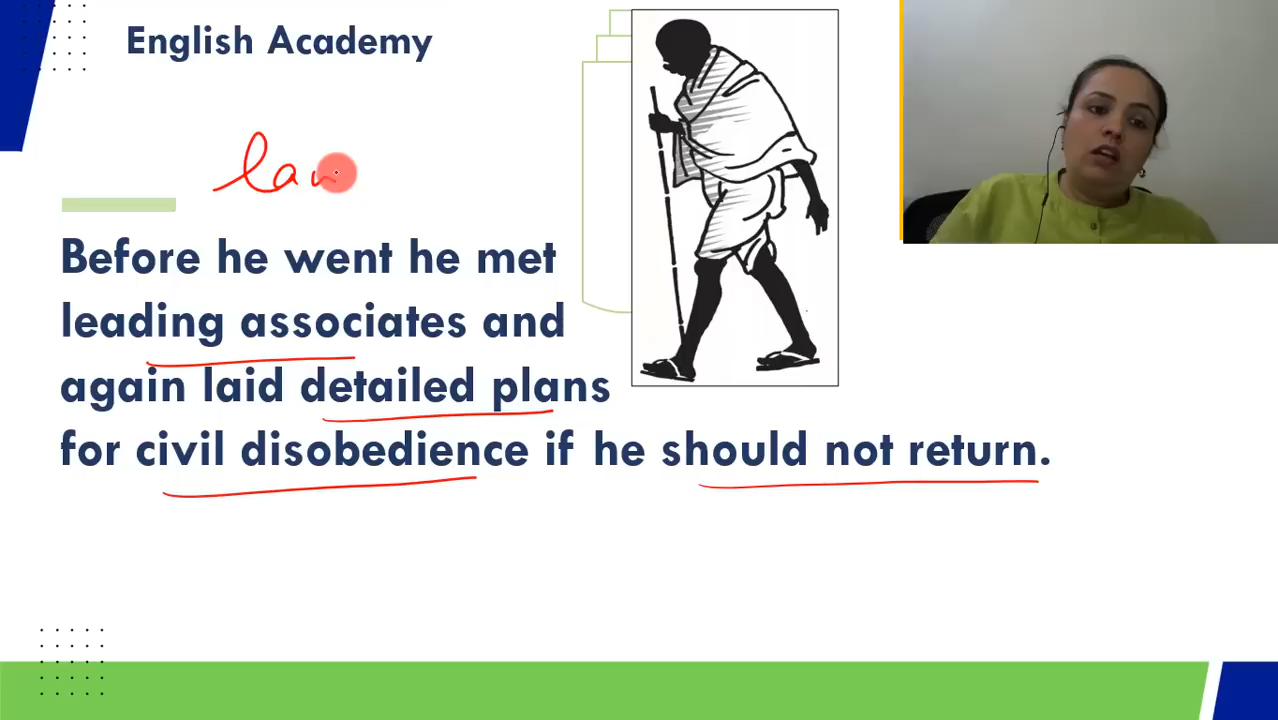 English Academy
Before he went he met
leading associates and
again laid detailed plans
for civil disobedience if he should not return.